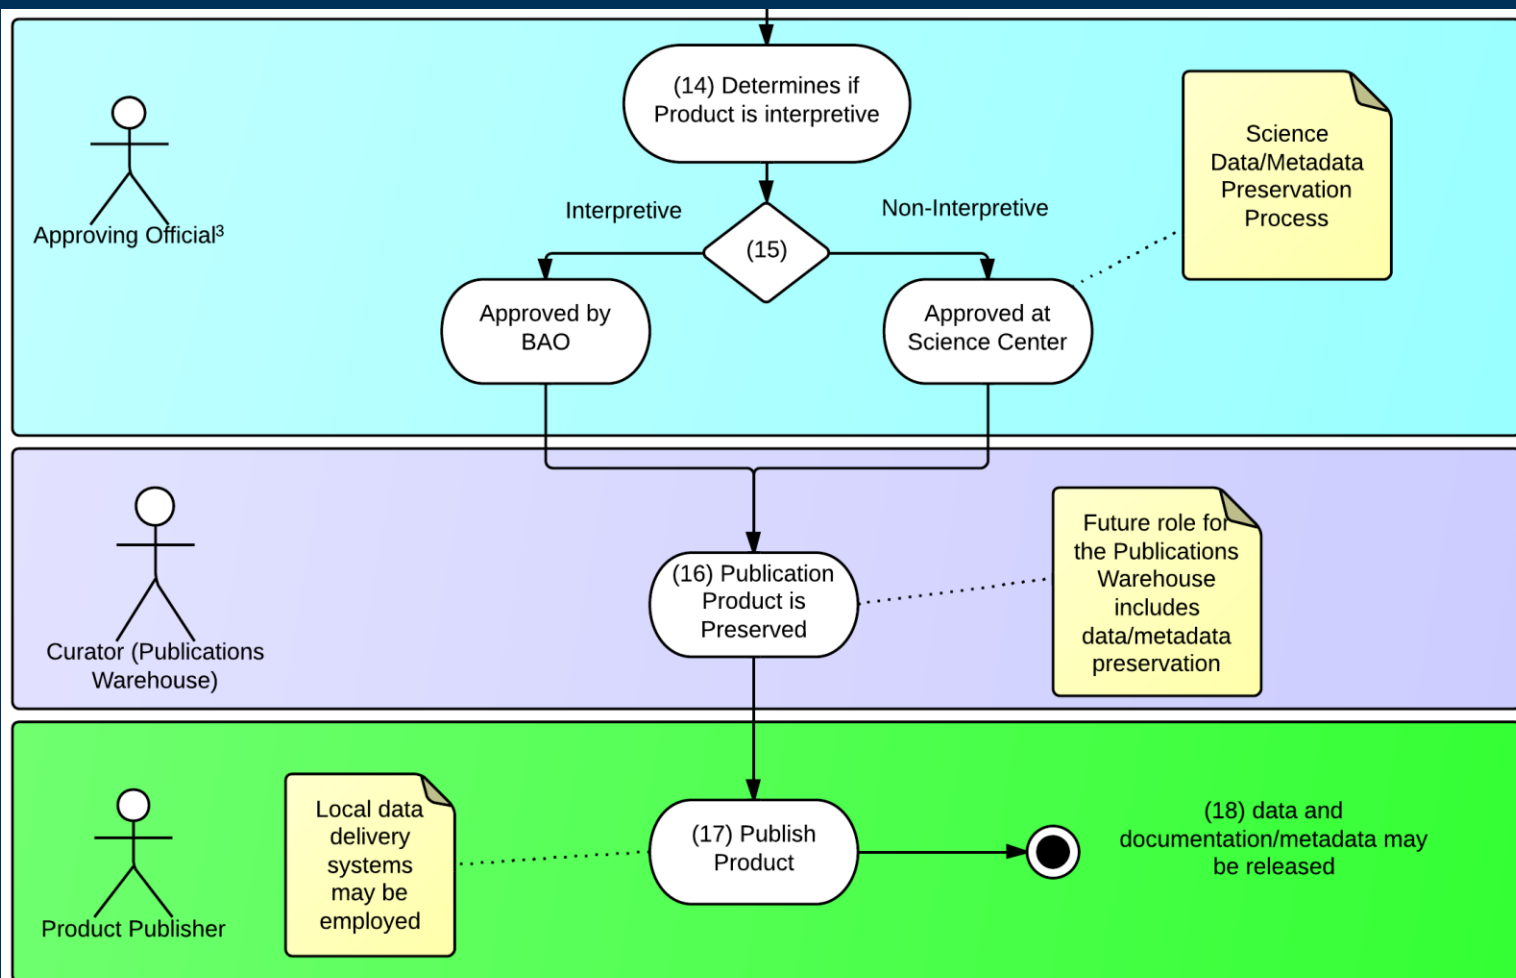 (14) Determines if
Product is interpretive
Science
Data/Metadada
Preservation
Process
Approving Official³
Interpretive
Non-Interpretive
(15)
Approved by
BAO
Approved at
Science Center
Curator (Publications
Warehouse)
(16) Publication
Product is
Preserved
Future role for
the Publications
Warehouse
includes
data/metadata
preservation
Product Publisher
Local data
delivery
systems
may be
employed
(17) Publish
Product
(18) data and
documentation/metadata may
be released